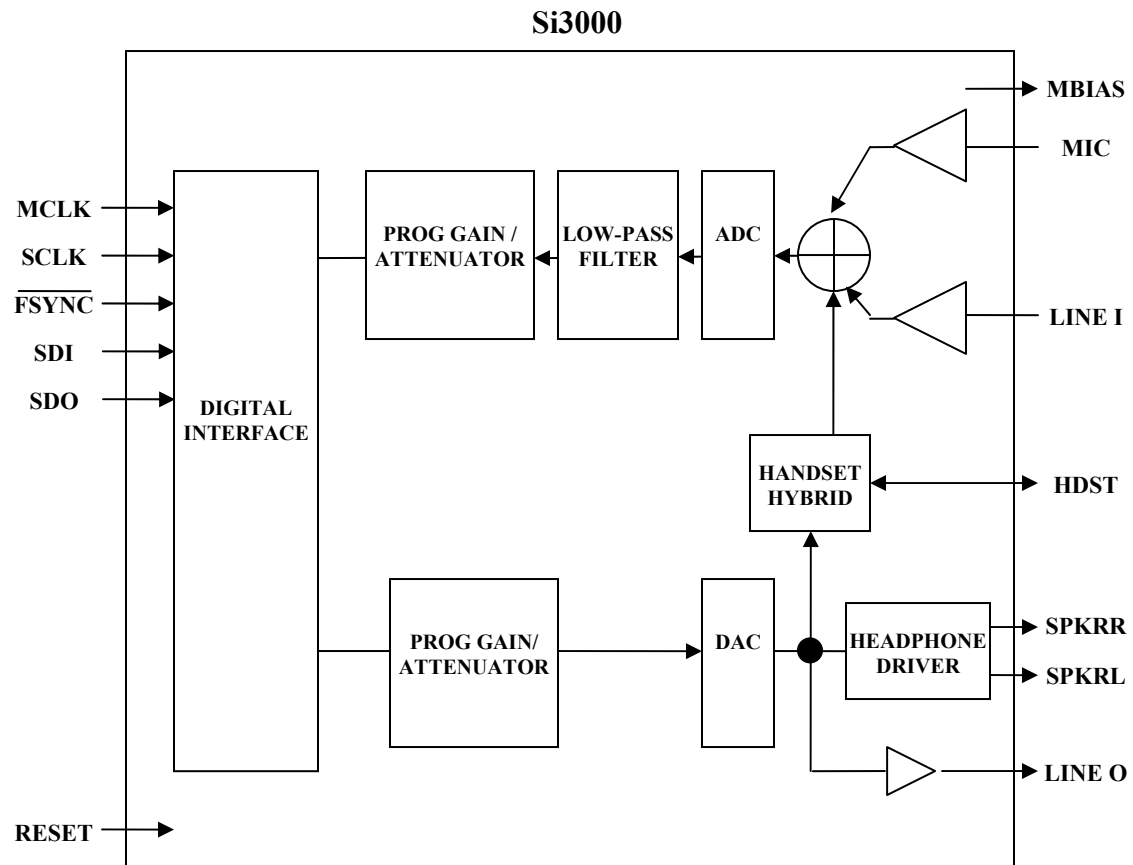 Si3000
MBIAS
MIC
MCLK
SCLK
FSYNC
SDI
SDO
DIGITAL
INTERFACE
PROG GAIN /
ATTENUATOR
LOW-PASS
FILTER
ADC
LINE I
HANDSET
HYBRID
HDST
PROG GAIN/
ATTENUATOR
DAC
HEADPHONE
DRIVER
SPKRR
SPKRL
LINE O
RESET